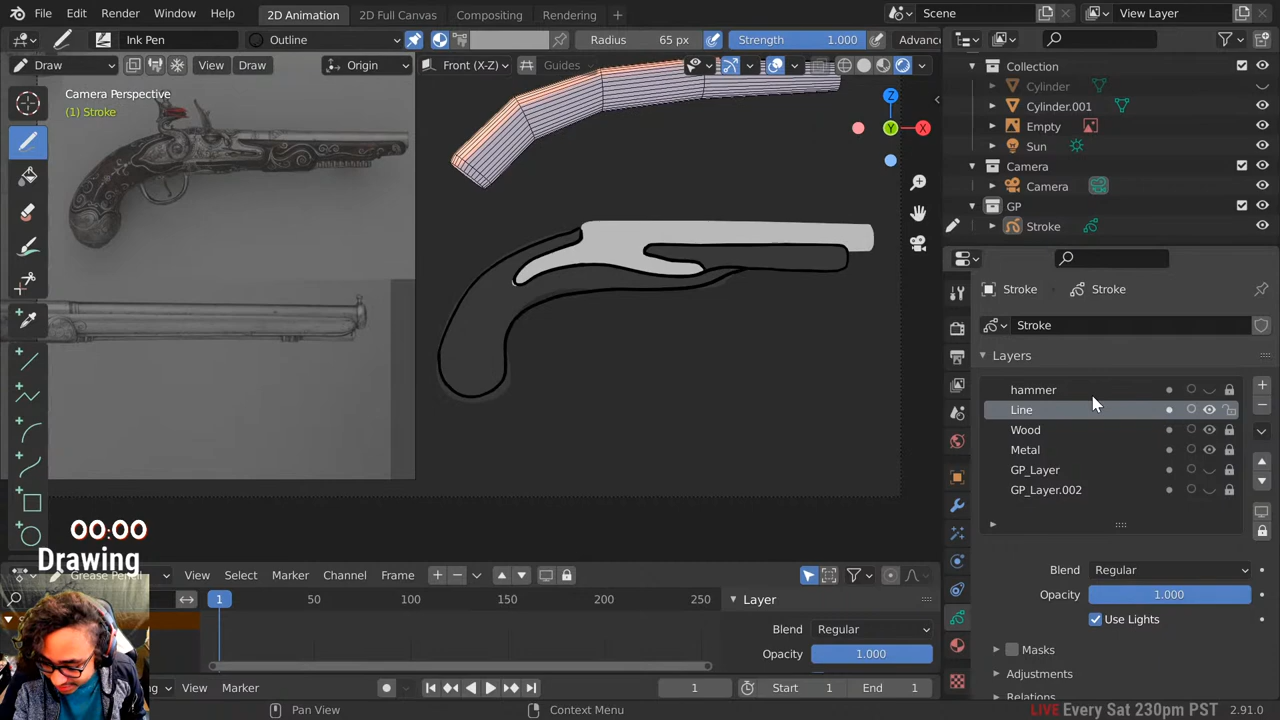 File Edit Render Window Help 2D Animation 2D Full Canvas Compositing Rendering + Scene View Layer
Ink Pen Outline Radius 65 px Strength 1.000 Advanc
Draw View Draw Origin Front (X-Z) Guides
Camera Perspective
(1) Stroke
Z
Y
X
Collection
Cylinder
Cylinder.001
Empty
Sun
Camera
Camera
GP
Stroke
Stroke Stroke
Stroke
Layers
hammer
Line
Wood
Metal
GP_Layer
GP_Layer.002
Blend Regular
Opacity 1.000
Use Lights
Masks
Adjustments
Relations
00:00
Drawing
Grease Pencil View Select Marker Channel Frame
1 50 100 150 200 250
Layer
Blend Regular
Opacity 1.000
View Marker 1 Start 1 End 1
Pan View Context Menu
LIVE Every Sat 230pm PST 2.91.0